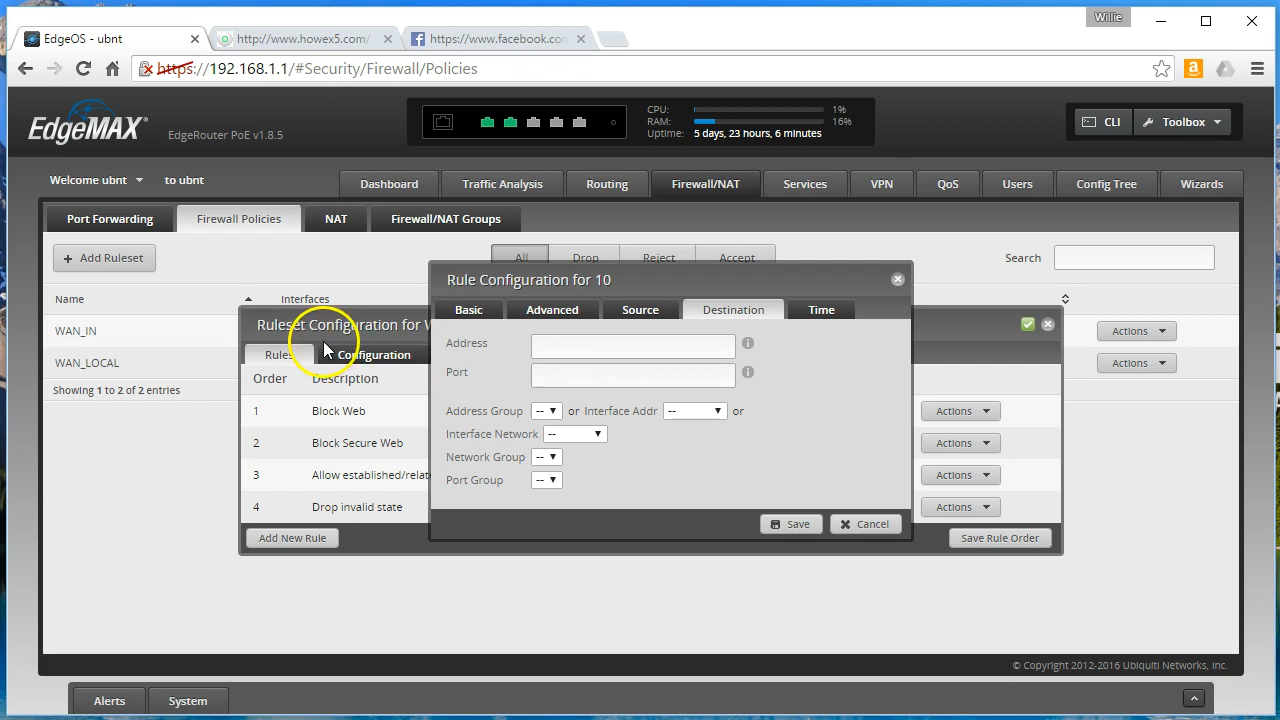 Willie
EdgeOS - ubnt
http://www.howex5.com/
https://www.facebook.com
https://192.168.1.1/#Security/Firewall/Policies
EdgeMAX
EdgeRouter PoE v1.8.5
CPU: 1%
RAM: 16%
Uptime: 5 days, 23 hours, 6 minutes
CLI
Toolbox
Welcome ubnt
to ubnt
Dashboard
Traffic Analysis
Routing
Firewall/NAT
Services
VPN
QoS
Users
Config Tree
Wizards
Port Forwarding
Firewall Policies
NAT
Firewall/NAT Groups
+ Add Ruleset
All
Drop
Reject
Accept
Search
Name
Interfaces
WAN_IN
Actions
WAN_LOCAL
Actions
Showing 1 to 2 of 2 entries
Ruleset Configuration for W
Rules
Configuration
Order
Description
1 Block Web
Actions
2 Block Secure Web
Actions
3 Allow established/relate
Actions
4 Drop invalid state
Actions
Add New Rule
Save Rule Order
Rule Configuration for 10
Basic
Advanced
Source
Destination
Time
Address
Port
Address Group -- or Interface Addr -- or
Interface Network --
Network Group --
Port Group --
Save
Cancel
© Copyright 2012-2016 Ubiquiti Networks, Inc.
Alerts
System